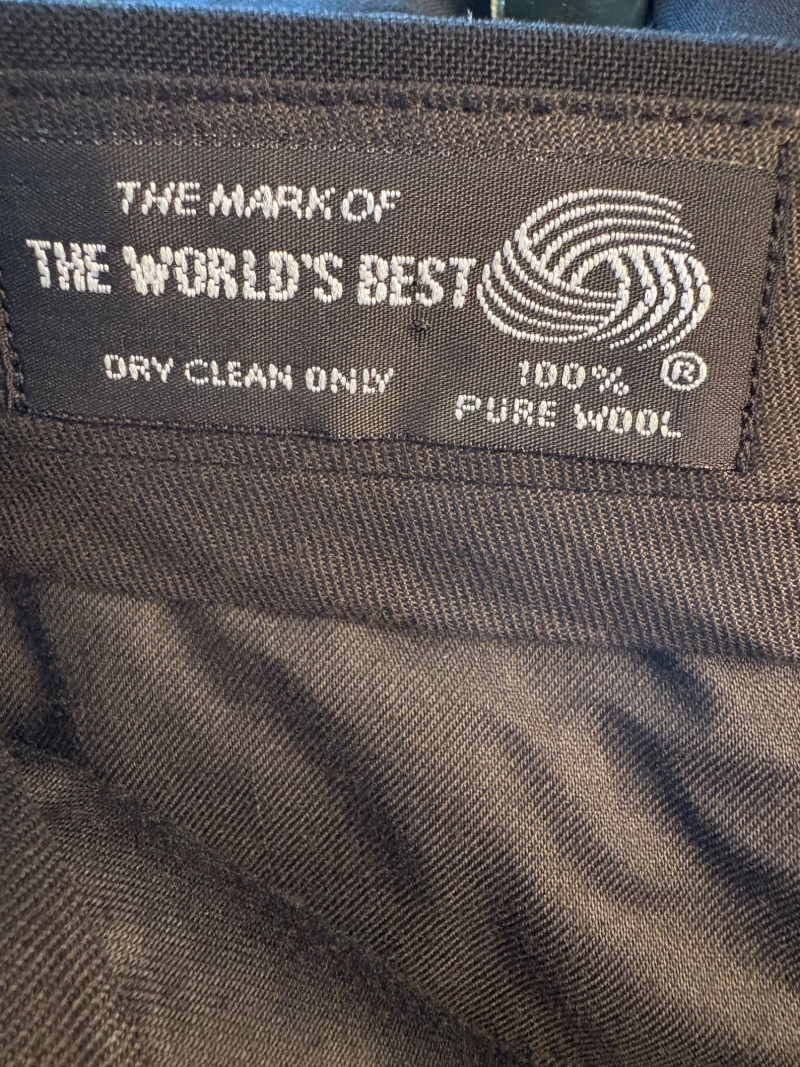 THE MARK OF
THE WORLD'S BEST
DRY CLEAN ONLY
100% ®
PURE WOOL